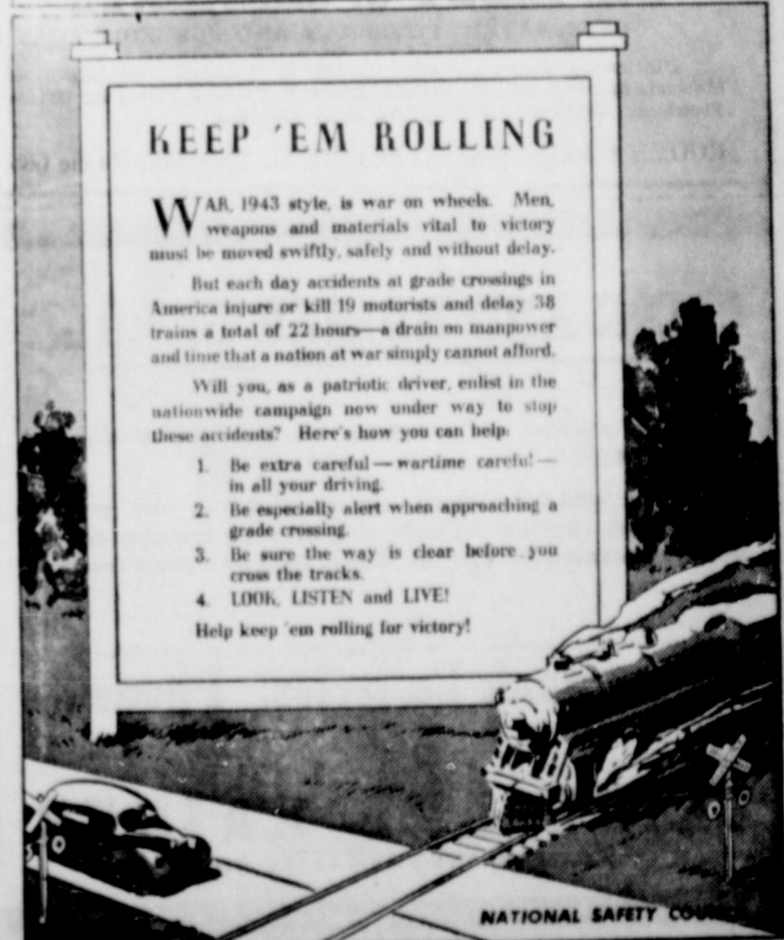 KEEP 'EM ROLLING
WAR, 1943 style, is war on wheels. Men,
weapons and materials vital to victory
must be moved swiftly, safely and without delay.
But each day accidents at grade crossings in
America injure or kill 19 motorists and delay 38
trains a total of 22 hours—a drain on manpower
and time that a nation at war simply cannot afford.
Will you, as a patriotic driver, enlist in the
nationwide campaign now under way to stop
these accidents? Here's how you can help:
1. Be extra careful — wartime careful! —
in all your driving.
2. Be especially alert when approaching a
grade crossing.
3. Be sure the way is clear before you
cross the tracks.
4. LOOK, LISTEN and LIVE!
Help keep 'em rolling for victory!
NATIONAL SAFETY